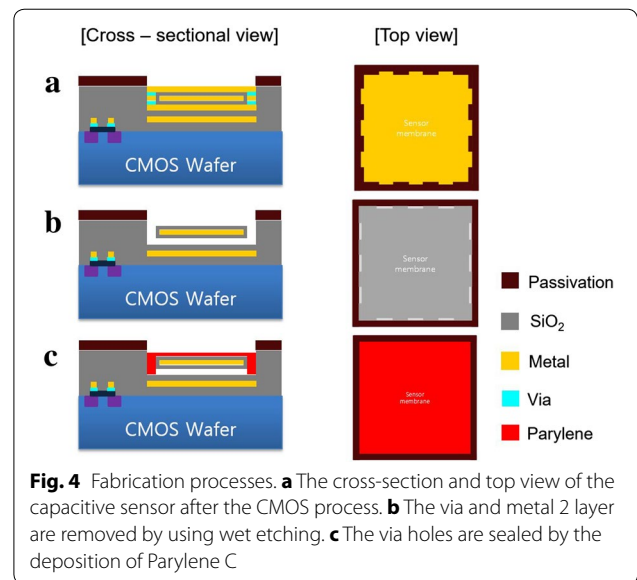 [Cross – sectional view]
[Top view]
a
CMOS Wafer
Sensor
membrane
b
CMOS Wafer
Sensor
membrane
c
CMOS Wafer
Sensor
membrane
Passivation
SiO₂
Metal
Via
Parylene
Fig. 4 Fabrication processes. a The cross-section and top view of the
capacitive sensor after the CMOS process. b The via and metal 2 layer
are removed by using wet etching. c The via holes are sealed by the
deposition of Parylene C